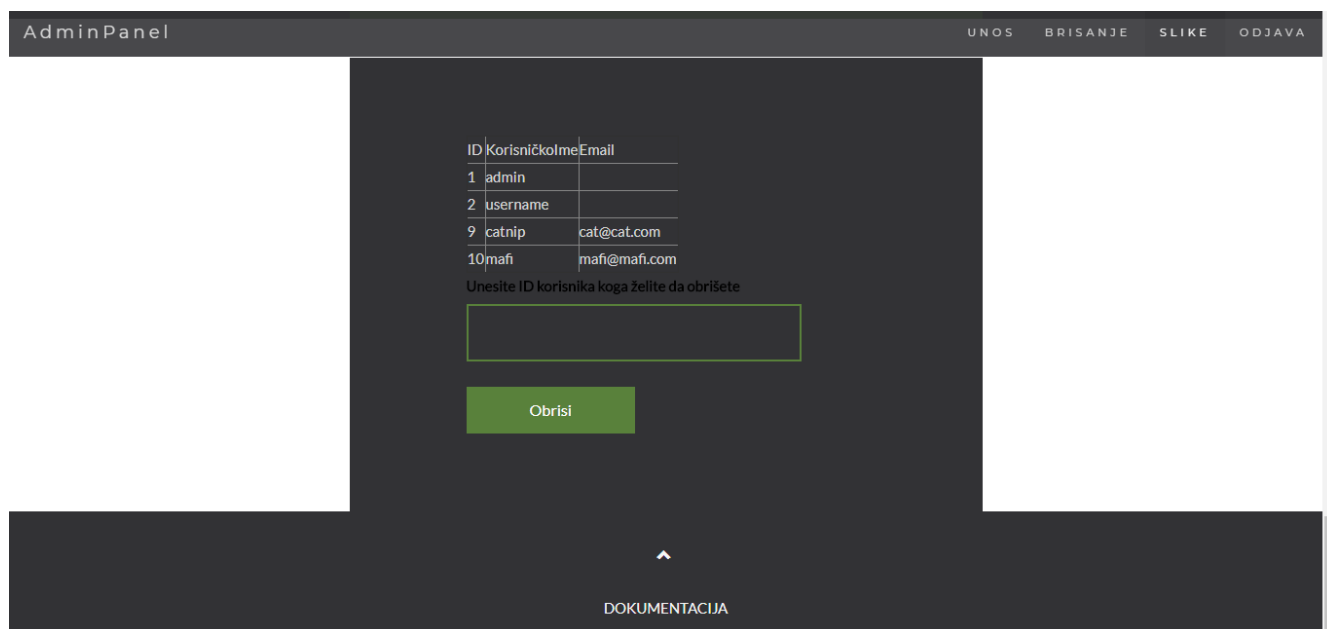 AdminPanel UNOS BRISANJE SLIKE ODJAVA
ID KorisničkoIme Email
1 admin
2 username
9 catnip cat@cat.com
10 mafi mafi@mafi.com
Unesite ID korisnika koga želite da obrišete
Obrisi
DOKUMENTACIJA